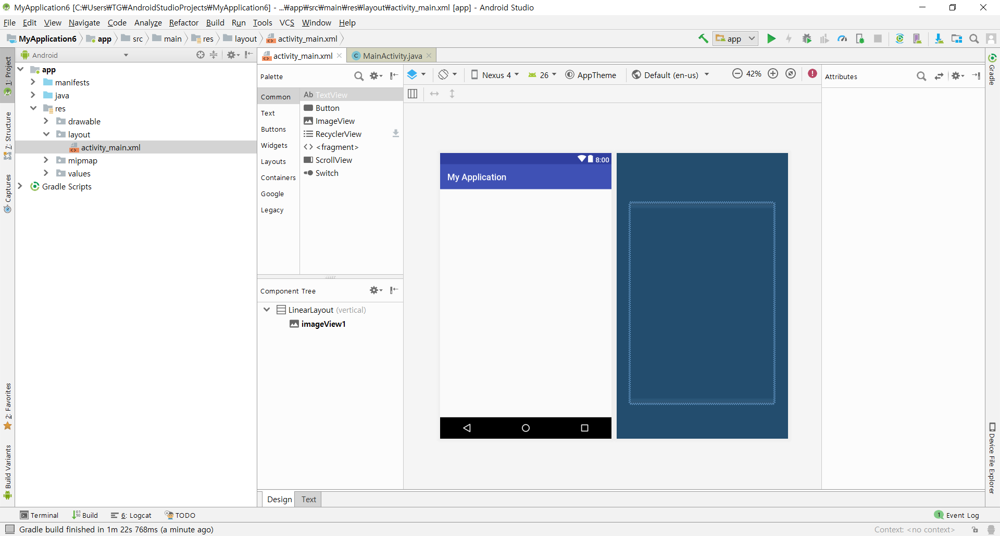 MyApplication6 [C:₩Users₩TG₩AndroidStudioProjects₩MyApplication6] - ...₩app₩src₩main₩res₩layout₩activity_main.xml [app] - Android Studio
File Edit View Navigate Code Analyze Refactor Build Run Tools VCS Window Help
MyApplication6 app src main res layout activity_main.xml app
1: Project
7: Structure
Captures
2: Favorites
Build Variants
Android
app
manifests
java
res
drawable
layout
activity_main.xml
mipmap
values
Gradle Scripts
activity_main.xml MainActivity.java
Palette
Common
Text
Buttons
Widgets
Layouts
Containers
Google
Legacy
Ab TextView
Button
ImageView
RecyclerView
<fragment>
ScrollView
Switch
Component Tree
LinearLayout (vertical)
imageView1
Nexus 4 26 AppTheme Default (en-us) 42%
8:00
My Application
Attributes
Gradle
Device File Explorer
Design Text
Terminal Build 6: Logcat TODO 1 Event Log
Gradle build finished in 1m 22s 768ms (a minute ago) Context: <no context>